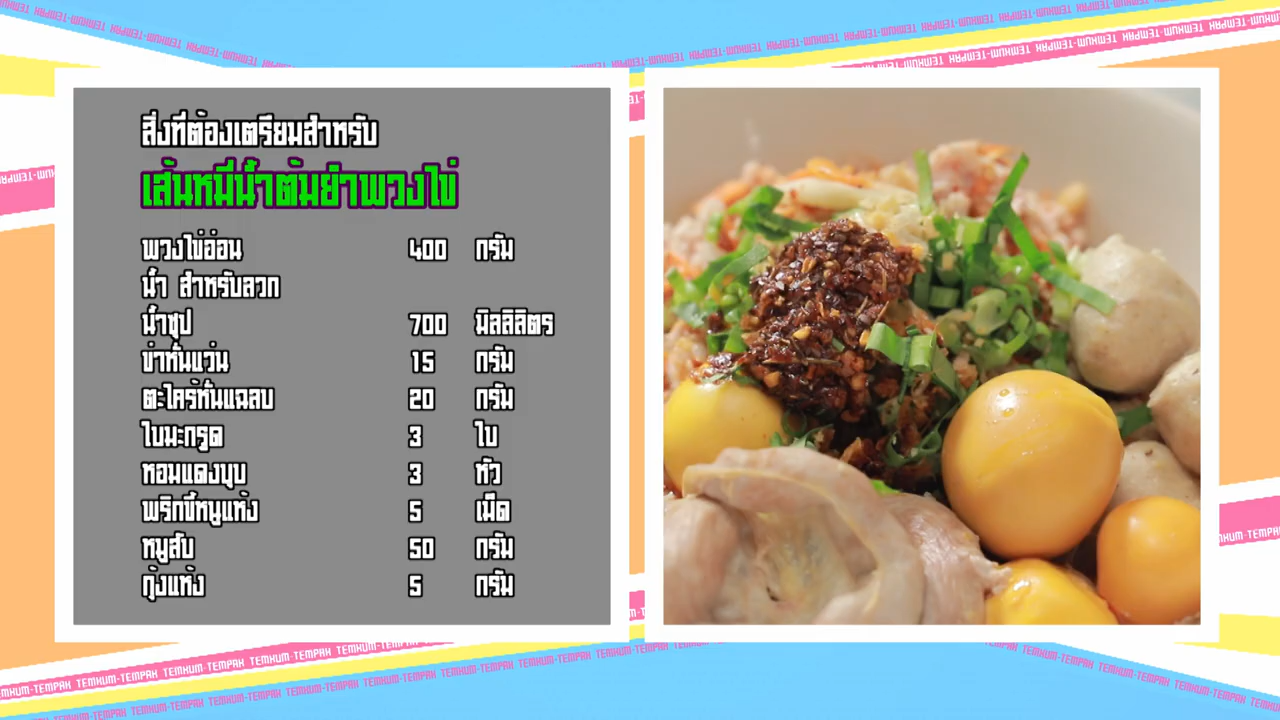 สิ่งที่ต้องเตรียมสำหรับ
เส้นหมี่น้ำต้มยำพวงไข่
พวงไข่อ่อน 400 กรัม
น้ำ สำหรับลวก
น้ำซุป 700 มิลลิลิตร
ข่าหั่นแว่น 15 กรัม
ตะไคร้หั่นแฉลบ 20 กรัม
ใบมะกรูด 3 ใบ
หอมแดงบุบ 3 หัว
พริกขี้หนูแห้ง 5 เม็ด
หมูสับ 50 กรัม
กุ้งแห้ง 5 กรัม
TEMKUM-TEMPAK TEMKUM-TEMPAK TEMKUM-TEMPAK